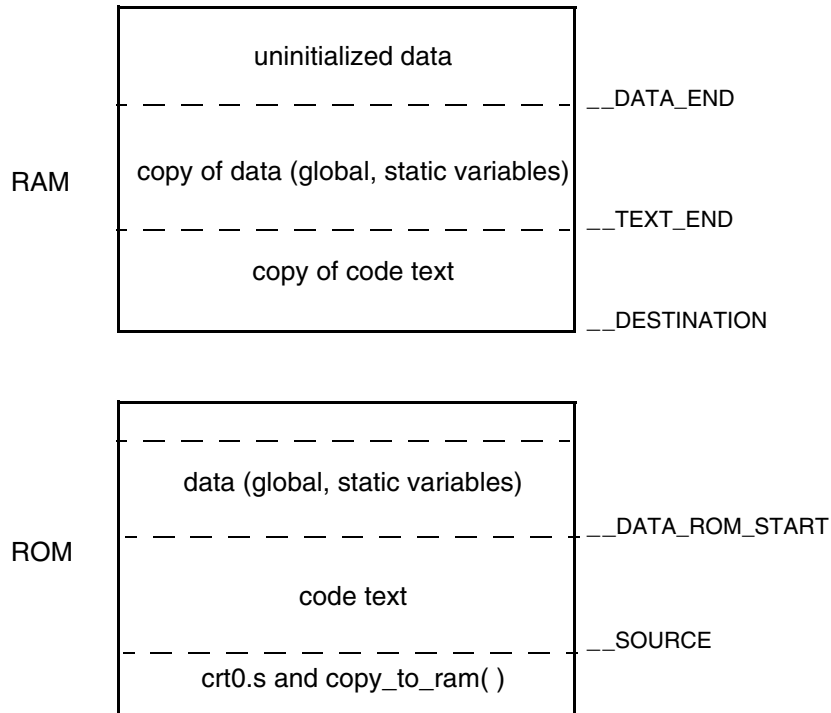 uninitialized data
__DATA_END
RAM
copy of data (global, static variables)
__TEXT_END
copy of code text
__DESTINATION
data (global, static variables)
__DATA_ROM_START
ROM
code text
__SOURCE
crt0.s and copy_to_ram( )